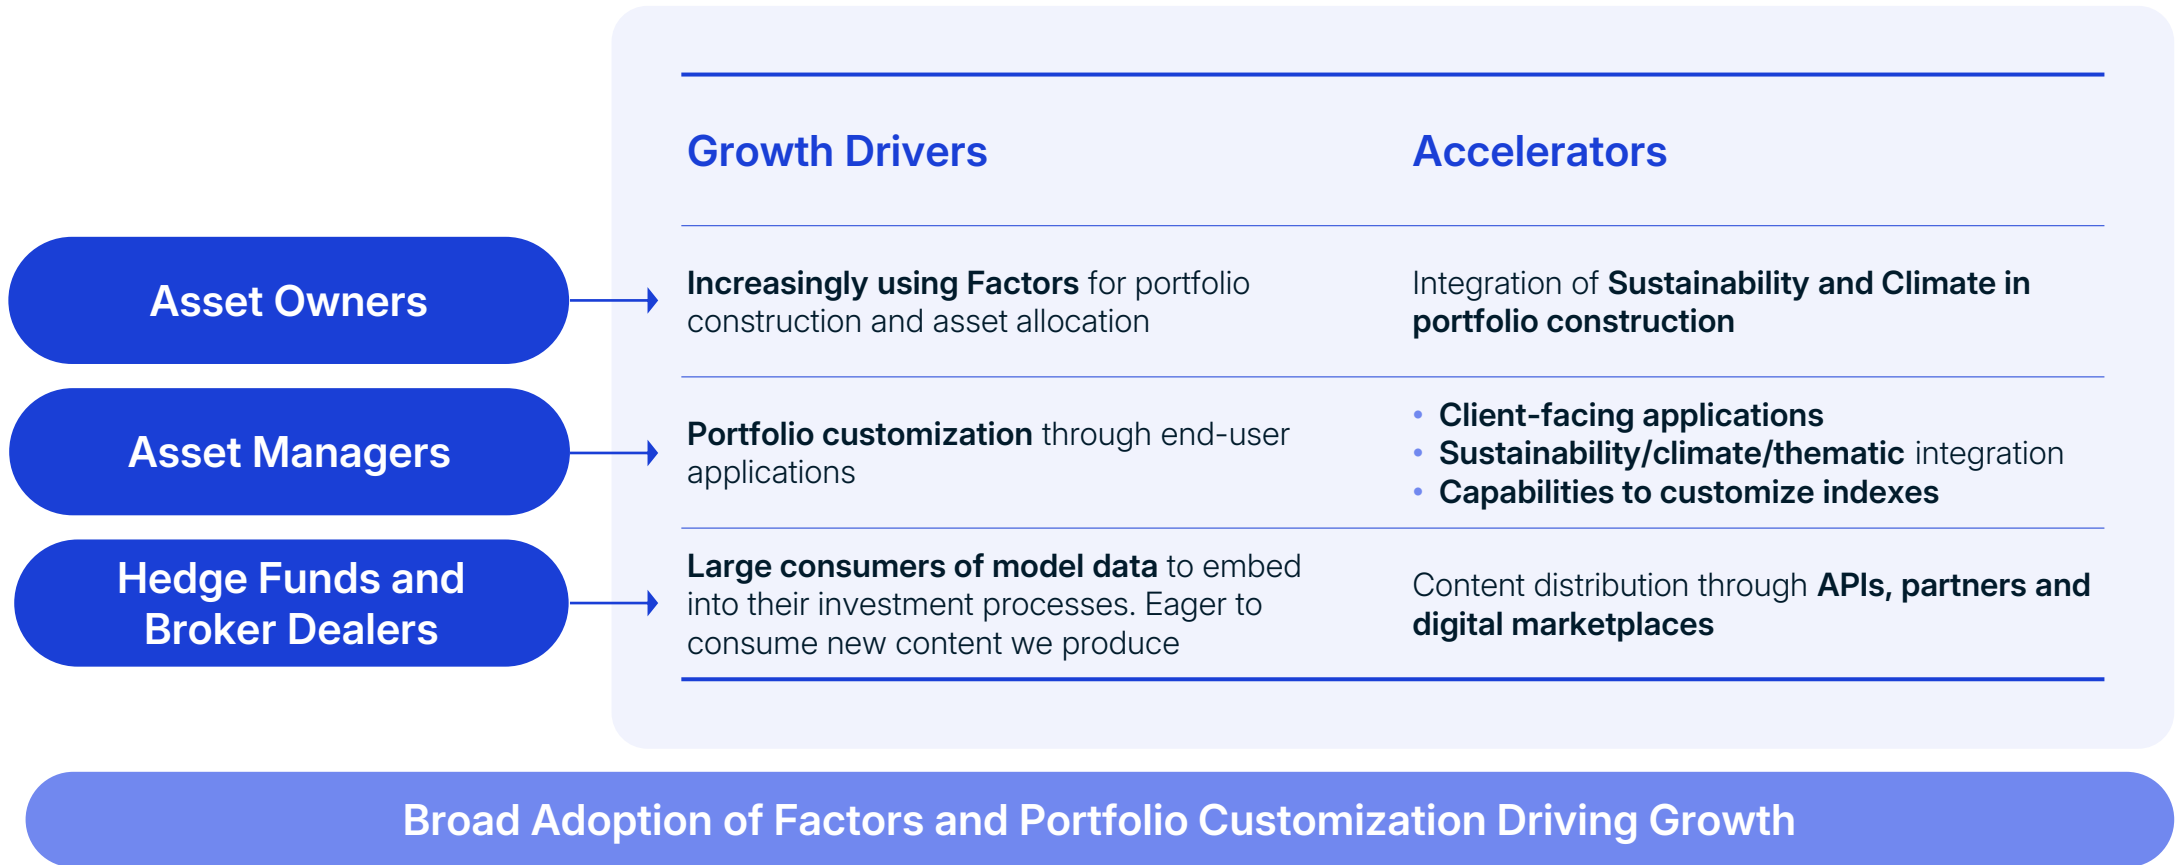 Growth Drivers
Accelerators
Asset Owners
Increasingly using Factors for portfolio
construction and asset allocation
Integration of Sustainability and Climate in
portfolio construction
Asset Managers
Portfolio customization through end-user
applications
• Client-facing applications
• Sustainability/climate/thematic integration
• Capabilities to customize indexes
Hedge Funds and
Broker Dealers
Large consumers of model data to embed
into their investment processes. Eager to
consume new content we produce
Content distribution through APIs, partners and
digital marketplaces
Broad Adoption of Factors and Portfolio Customization Driving Growth